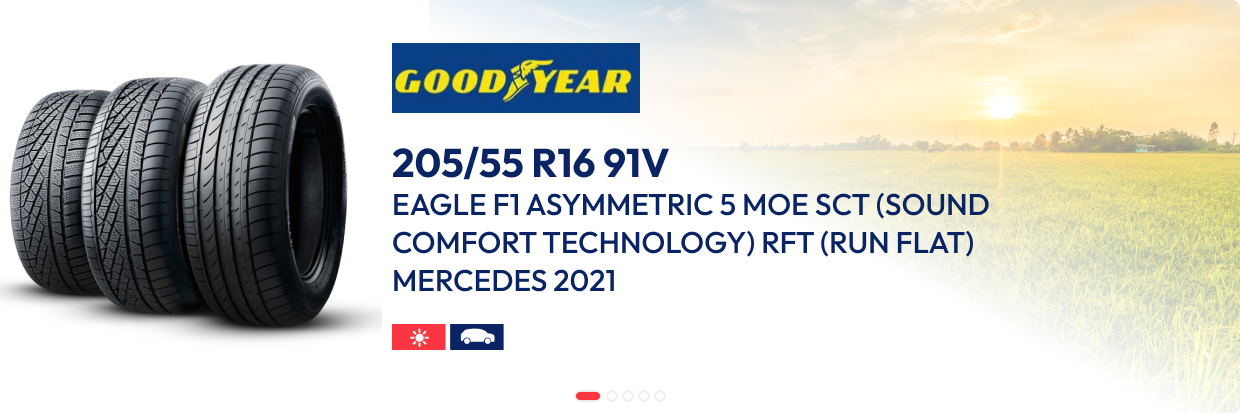 GOODYEAR
205/55 R16 91V
EAGLE F1 ASYMMETRIC 5 MOE SCT (SOUND
COMFORT TECHNOLOGY) RFT (RUN FLAT)
MERCEDES 2021